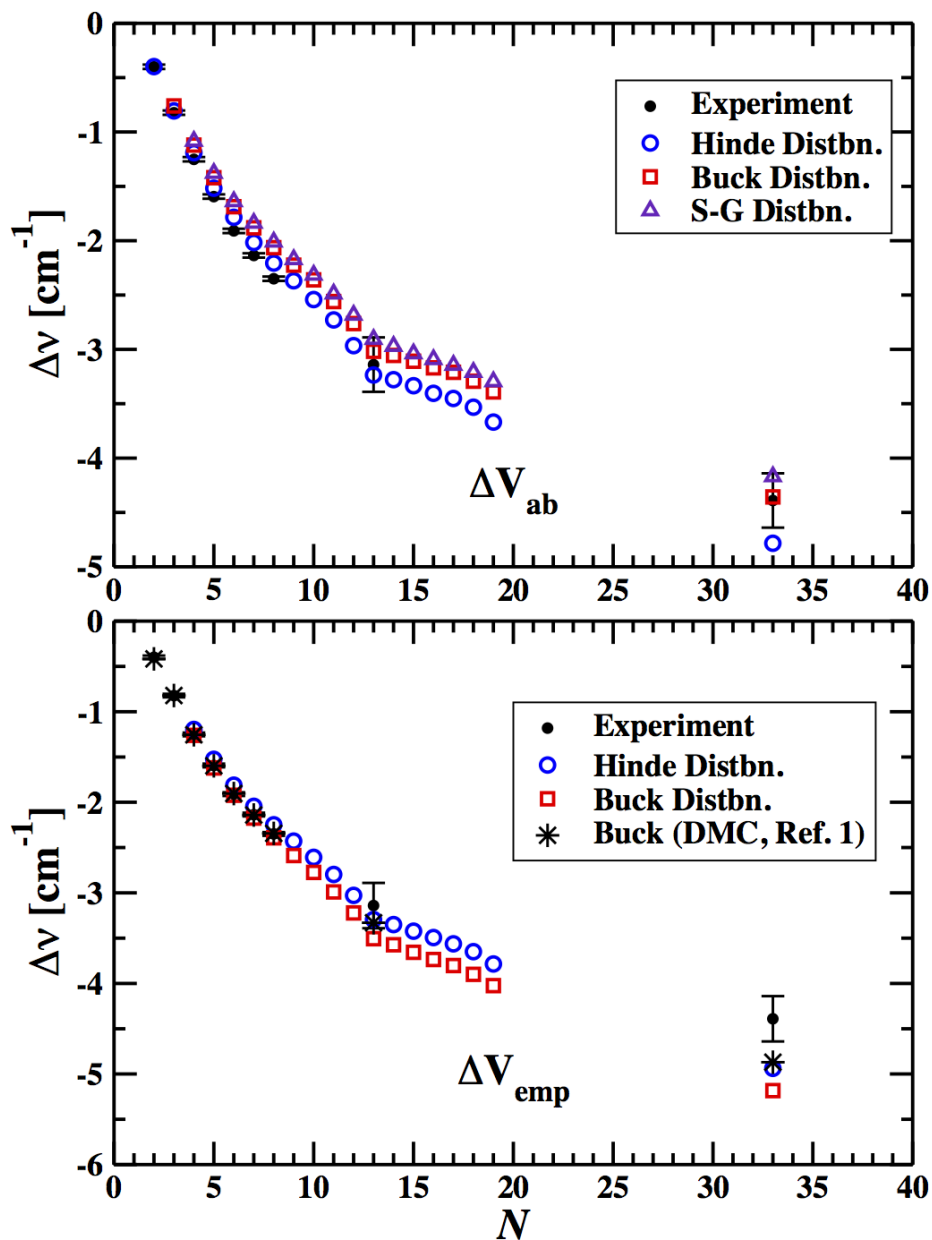 0
-1
-2
-3
-4
-5
Δν [cm⁻¹]
Experiment
Hinde Distbn.
Buck Distbn.
S-G Distbn.
ΔV_ab
0 5 10 15 20 25 30 35 40
0
-1
-2
-3
-4
-5
-6
Δν [cm⁻¹]
Experiment
Hinde Distbn.
Buck Distbn.
Buck (DMC, Ref. 1)
ΔV_emp
0 5 10 15 20 25 30 35 40
N